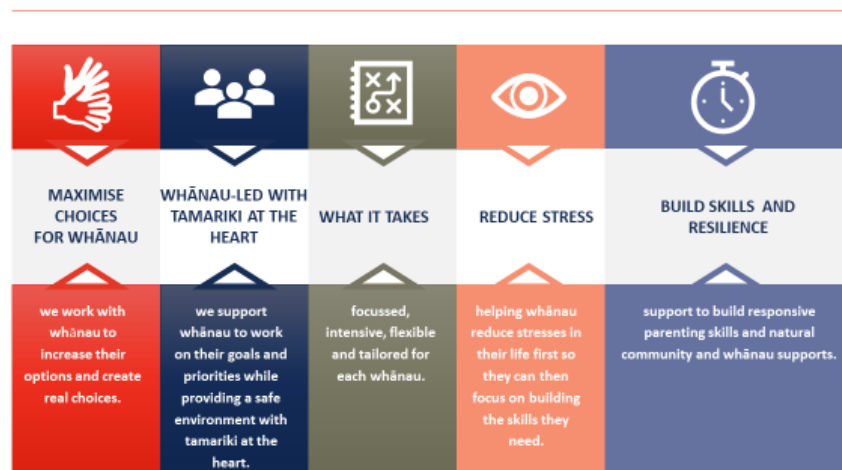 MAXIMISE
CHOICES
FOR WHĀNAU
WHĀNAU-LED WITH
TAMARIKI AT THE
HEART
WHAT IT TAKES
REDUCE STRESS
BUILD SKILLS AND
RESILIENCE
we work with
whānau to
increase their
options and create
real choices.
we support
whānau to work
on their goals and
priorities while
providing a safe
environment with
tamariki at the
heart.
focussed,
intensive, flexible
and tailored for
each whānau.
helping whānau
reduce stresses in
their life first so
they can then
focus on building
the skills they
need.
support to build responsive
parenting skills and natural
community and whānau supports.